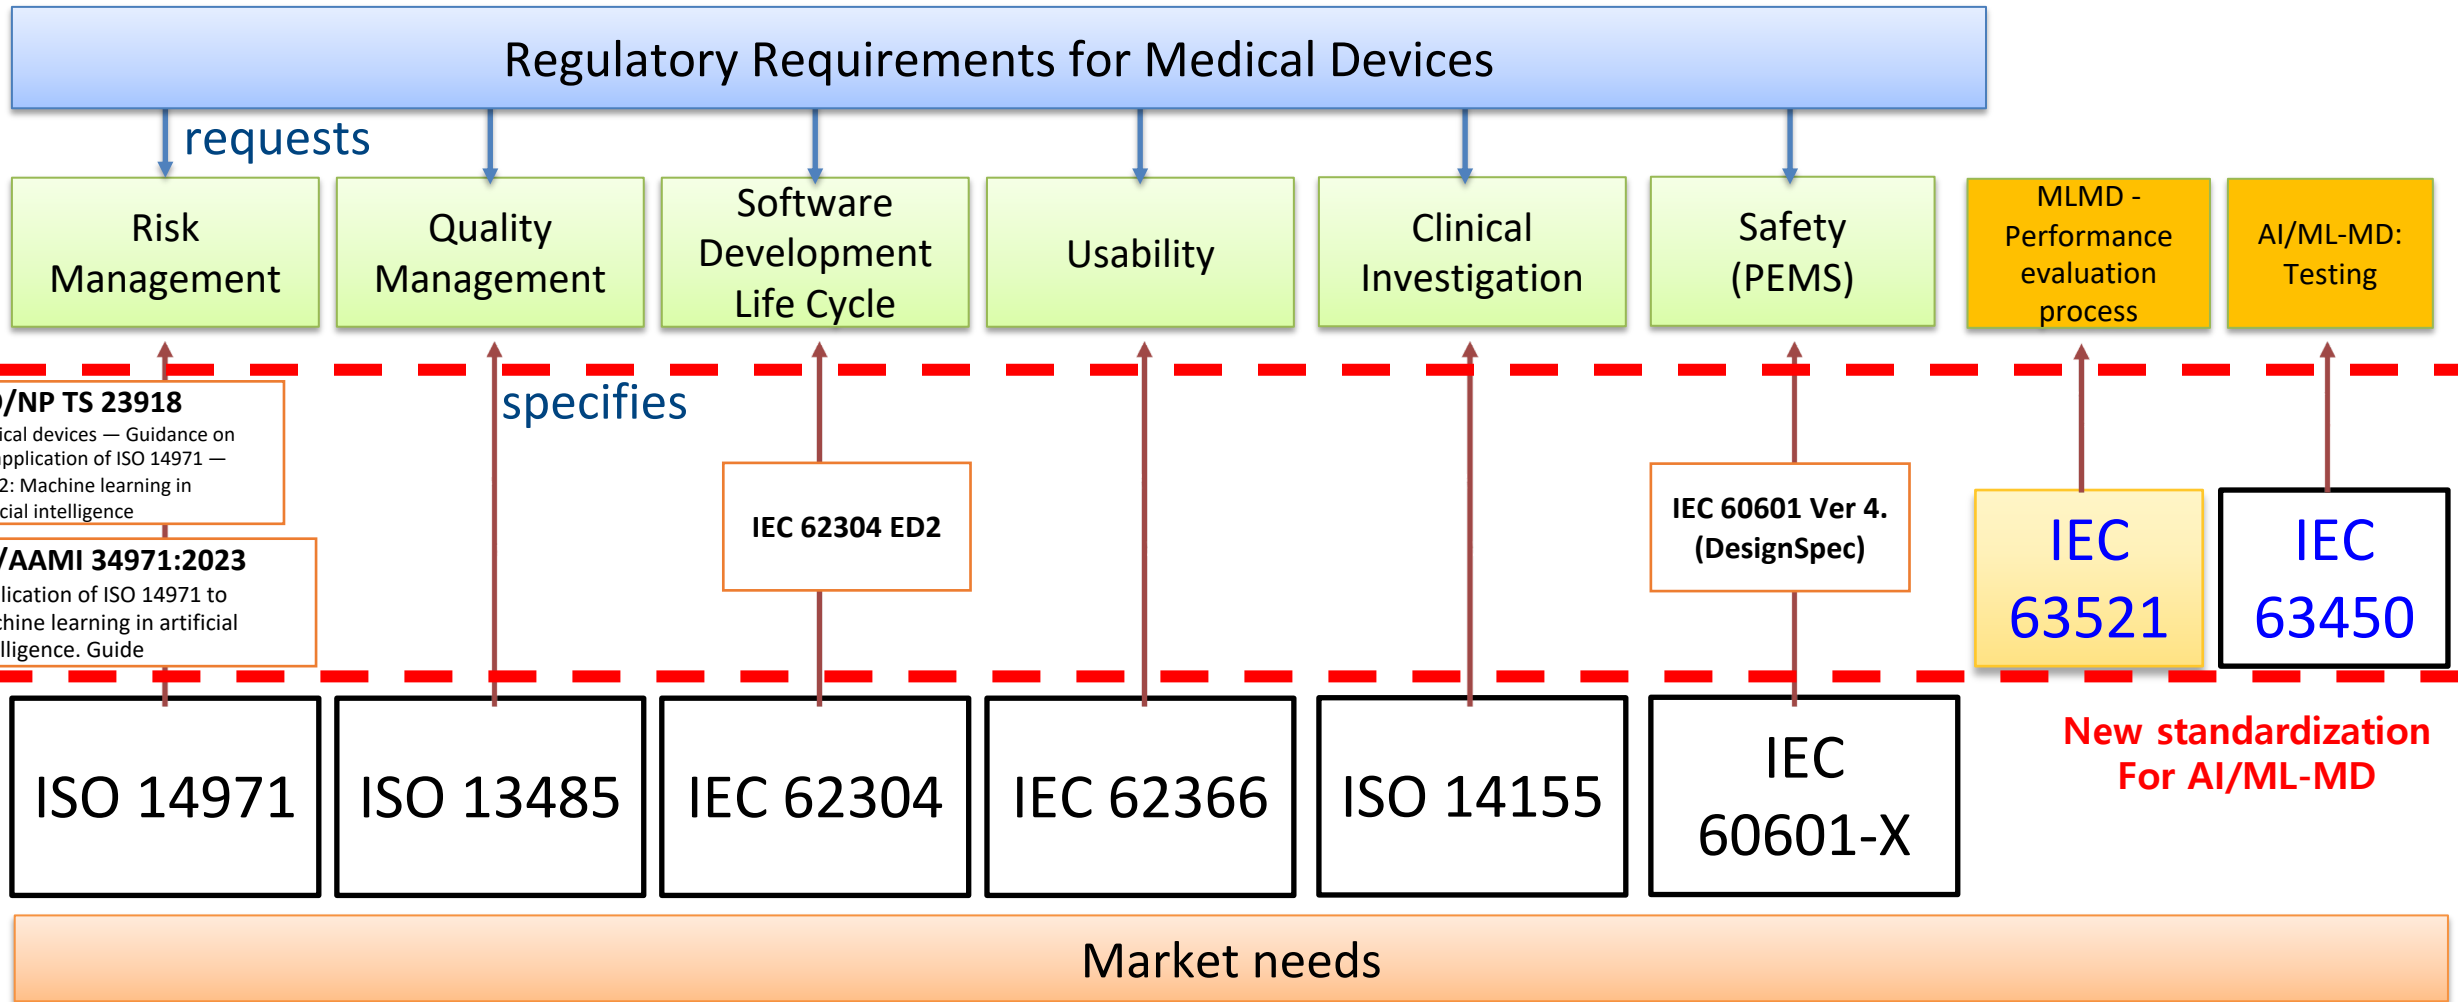 Regulatory Requirements for Medical Devices
requests
Risk
Management
Quality
Management
Software
Development
Life Cycle
Usability
Clinical
Investigation
Safety
(PEMS)
MLMD -
Performance
evaluation
process
AI/ML-MD:
Testing
specifies
/NP TS 23918
ical devices — Guidance on
application of ISO 14971 —
2: Machine learning in
cial intelligence
/AAMI 34971:2023
lication of ISO 14971 to
chine learning in artificial
lligence. Guide
IEC 62304 ED2
IEC 60601 Ver 4.
(DesignSpec)
IEC
63521
IEC
63450
ISO 14971
ISO 13485
IEC 62304
IEC 62366
ISO 14155
IEC
60601-X
New standardization
For AI/ML-MD
Market needs